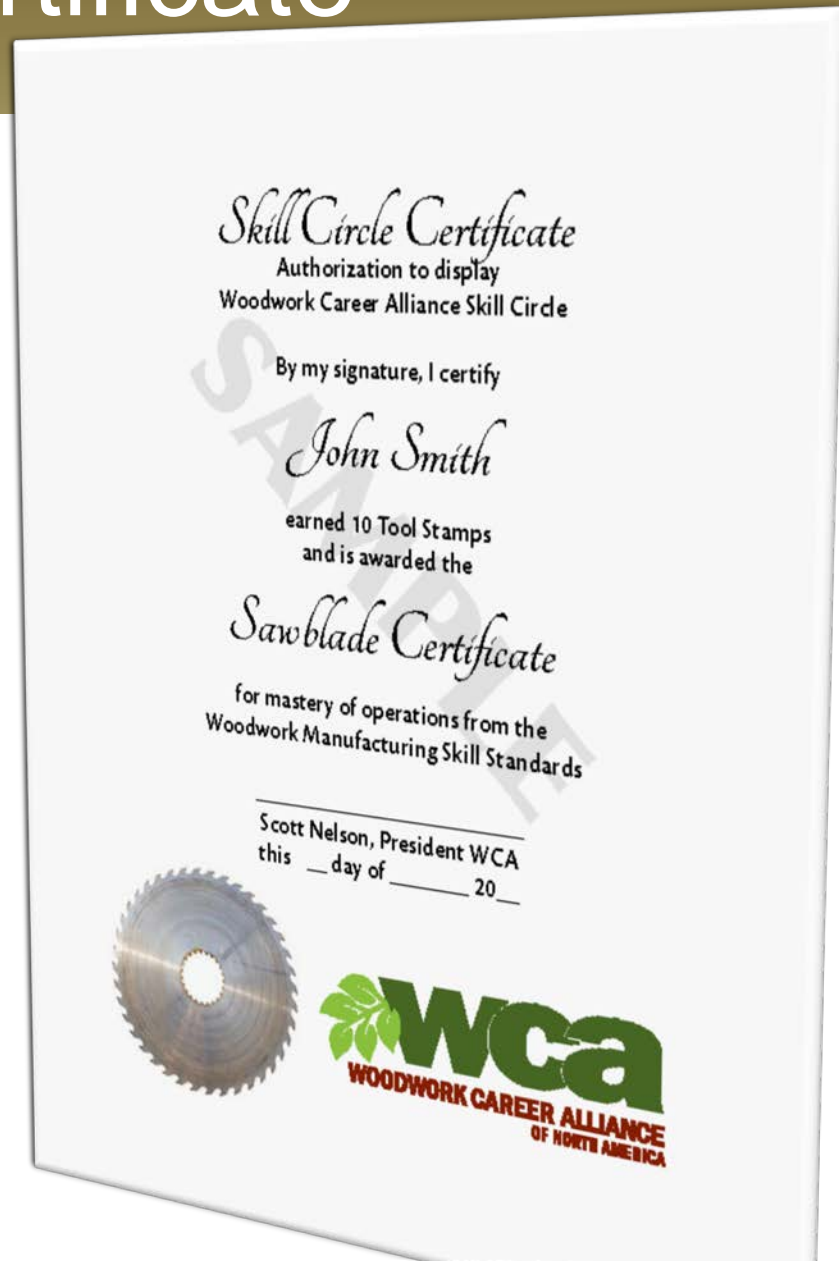 Skill Circle Certificate
Authorization to display
Woodwork Career Alliance Skill Circle
By my signature, I certify
John Smith
earned 10 Tool Stamps
and is awarded the
Sawblade Certificate
for mastery of operations from the
Woodwork Manufacturing Skill Standards
Scott Nelson, President WCA
this __ day of ________ 20__
SAMPLE
wca
WOODWORK CAREER ALLIANCE
OF NORTH AMERICA